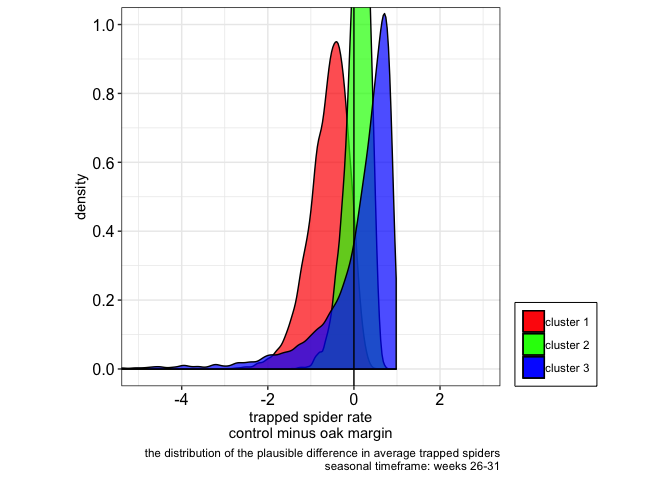 1.0
0.8
0.6
0.4
0.2
0.0
density
-4
-2
0
2
trapped spider rate
control minus oak margin
cluster 1
cluster 2
cluster 3
the distribution of the plausible difference in average trapped spiders
seasonal timeframe: weeks 26-31